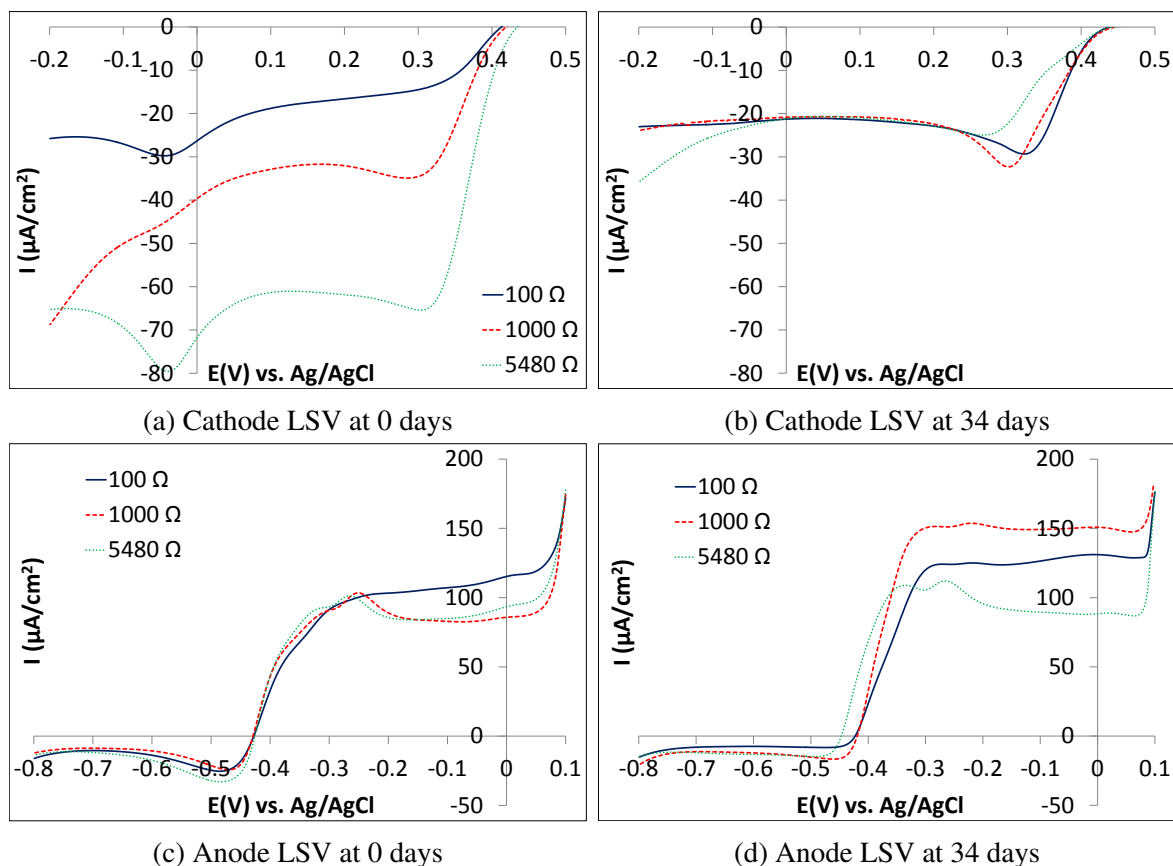 0
-0.2 -0.1 0 0.1 0.2 0.3 0.4 0.5
-10
-20
-30
-40
-50
-60
-70
-80
I (µA/cm²)
E(V) vs. Ag/AgCl
100 Ω
1000 Ω
5480 Ω
(a) Cathode LSV at 0 days
0
-0.2 -0.1 0 0.1 0.2 0.3 0.4 0.5
-10
-20
-30
-40
-50
-60
-70
-80
I (µA/cm²)
E(V) vs. Ag/AgCl
(b) Cathode LSV at 34 days
200
150
100
50
0
-50
-0.8 -0.7 -0.6 -0.5 -0.4 -0.3 -0.2 -0.1 0 0.1
I (µA/cm²)
E(V) vs. Ag/AgCl
100 Ω
1000 Ω
5480 Ω
(c) Anode LSV at 0 days
200
150
100
50
0
-50
-0.8 -0.7 -0.6 -0.5 -0.4 -0.3 -0.2 -0.1 0 0.1
I (µA/cm²)
E(V) vs. Ag/AgCl
100 Ω
1000 Ω
5480 Ω
(d) Anode LSV at 34 days